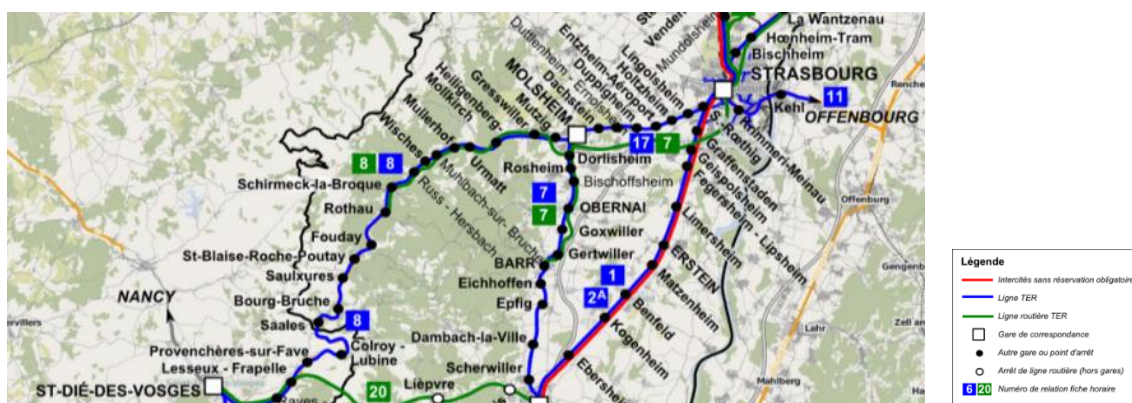 La Wantzenau
Hœnheim-Tram
Bischheim
STRASBOURG
Kehl
11
OFFENBOURG
Krimmeri-Meinau
Mundolsheim
Lingolsheim
Holtzheim
Entzheim-Aéroport
Duppigheim
Duttlenheim
Dachstein
MOLSHEIM
Mutzig
Gresswiller
Heiligenberg-
Mollkirch
Urmatt
Mullerhof
Muhlbach-sur-Bruche
Wisches
Russ - Hersbach
8
8
Schirmeck-la-Broque
Rothau
Fouday
St-Blaise-Roche-Poutay
Saulxures
Bourg-Bruche
Saales
8
Colroy -
Lubine
Provenchères-sur-Fave
Lesseux - Frapelle
ST-DIÉ-DES-VOSGES
NANCY
20
Lièpvre
17
7
Dorlisheim
Rosheim
Bischoffsheim
7
7
OBERNAI
Goxwiller
Gertwiller
BARR
Eichhoffen
Epfig
Dambach-la-Ville
Scherwiller
Graffenstaden
Geispolsheim
Fegersheim - Lipsheim
Limersheim
ERSTEIN
Matzenheim
Benfeld
Kogenheim
1
2A
Offenburg
Lahr
Mahlberg
Légende
Intercités sans réservation obligatoire
Ligne TER
Ligne routière TER
Gare de correspondance
Autre gare ou point d'arrêt
Arrêt de ligne routière (hors gares)
6 20 Numéro de relation fiche horaire